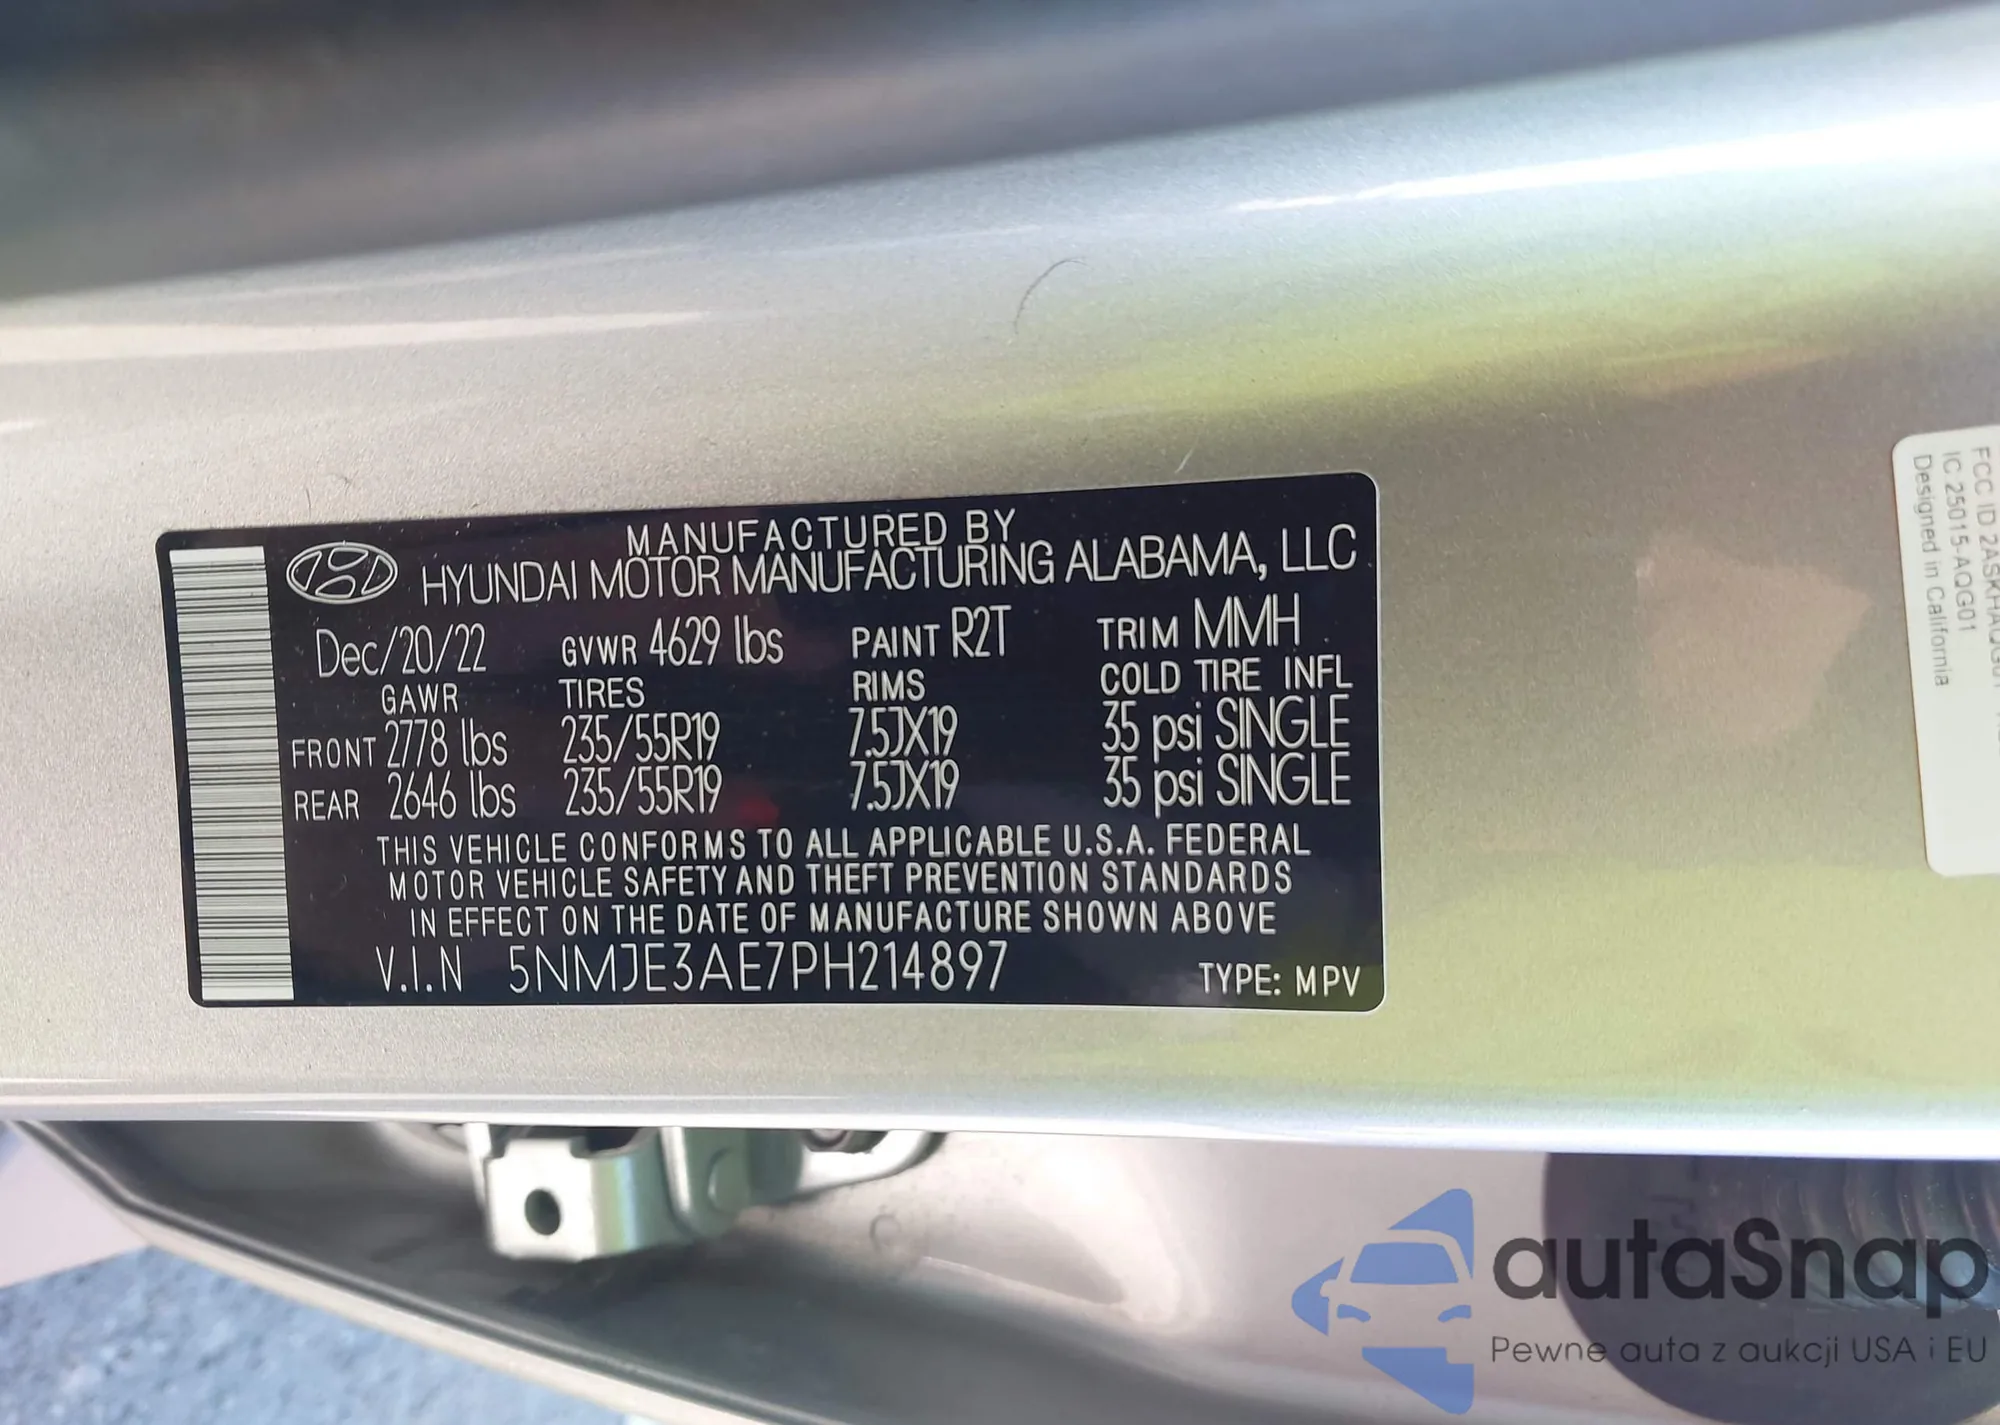 MANUFACTURED BY
HYUNDAI MOTOR MANUFACTURING ALABAMA, LLC
Dec/20/22 GVWR 4629 lbs PAINT R2T TRIM MMH
GAWR TIRES RIMS COLD TIRE INFL
FRONT 2778 lbs 235/55R19 7.5JX19 35 psi SINGLE
REAR 2646 lbs 235/55R19 7.5JX19 35 psi SINGLE
THIS VEHICLE CONFORMS TO ALL APPLICABLE U.S.A. FEDERAL
MOTOR VEHICLE SAFETY AND THEFT PREVENTION STANDARDS
IN EFFECT ON THE DATE OF MANUFACTURE SHOWN ABOVE
V.I.N 5NMJE3AE7PH214897 TYPE: MPV
FCC ID
IC 25015-AQG01
Designed in California
autaSnap
Pewne auta z aukcji USA i EU